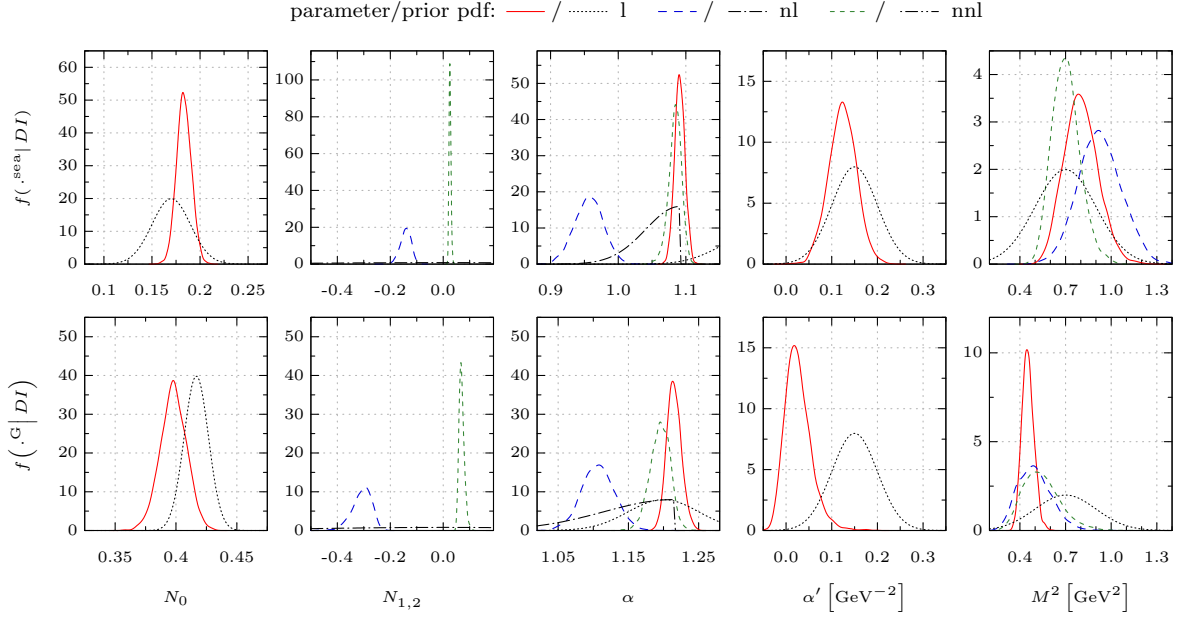 parameter/prior pdf: / l / nl / nnl
f( ·ˢᵉᵃ| DI)
0 10 20 30 40 50 60
0.1 0.15 0.2 0.25
0 20 40 60 80 100
-0.4 -0.2 0.0
0 10 20 30 40 50
0.9 1.0 1.1
0 5 10 15
0.0 0.1 0.2 0.3
0 1 2 3 4
0.4 0.7 1.0 1.3
f( ·ᴳ| DI)
0 10 20 30 40 50
0.35 0.4 0.45
N₀
0 10 20 30 40 50
-0.4 -0.2 0.0
N₁,₂
0 10 20 30 40 50
1.05 1.15 1.25
α
0 5 10 15
0.0 0.1 0.2 0.3
α′ [GeV⁻²]
0 5 10
0.4 0.7 1.0 1.3
M² [GeV²]